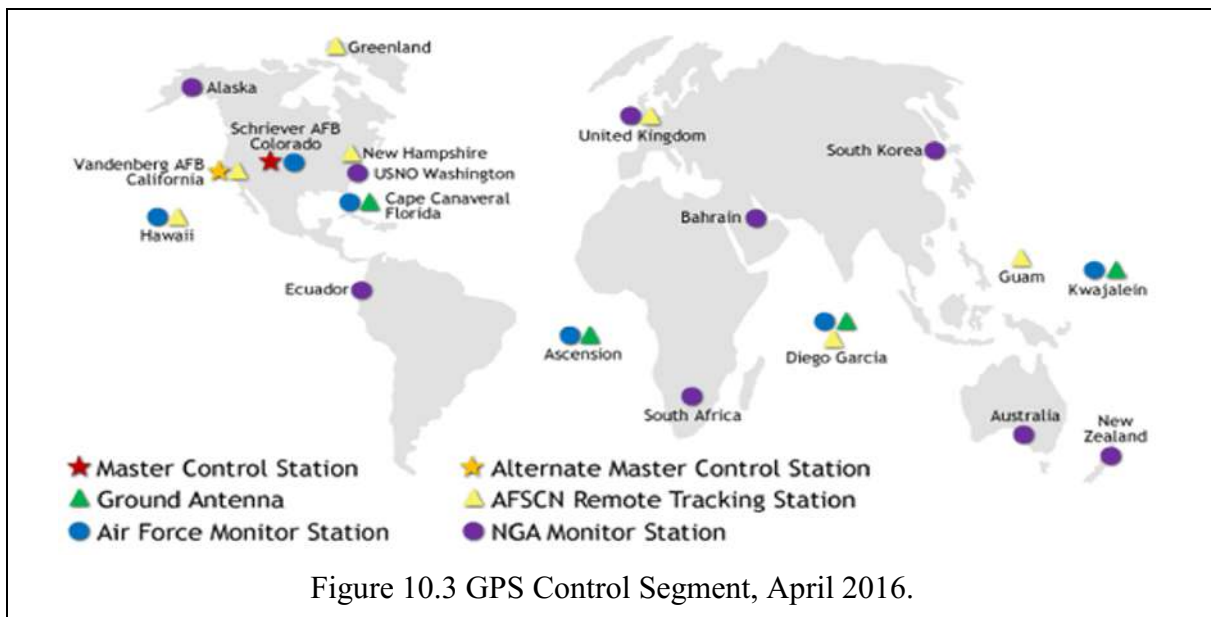 Greenland
Alaska
Schriever AFB
Colorado
Vandenberg AFB
California
New Hampshire
USNO Washington
Cape Canaveral
Florida
Hawaii
Ecuador
United Kingdom
South Korea
Bahrain
Guam
Kwajalein
Ascension
Diego Garcia
South Africa
Australia
New
Zealand
Master Control Station
Alternate Master Control Station
Ground Antenna
AFSCN Remote Tracking Station
Air Force Monitor Station
NGA Monitor Station
Figure 10.3 GPS Control Segment, April 2016.